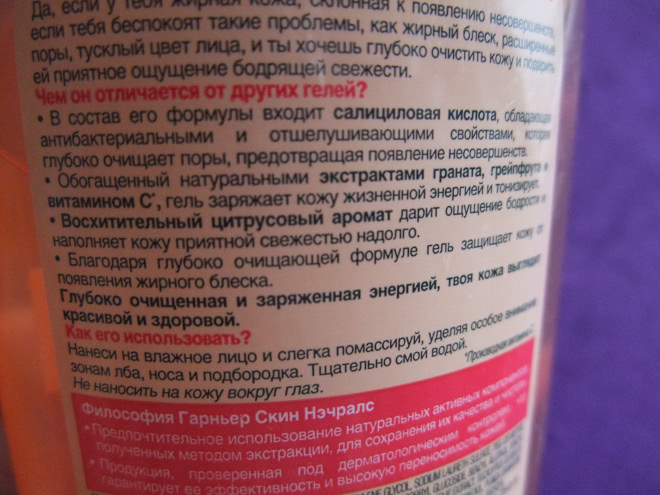 Да, если у тебя жирная кожа, склонная к появлению несовершенств,
если тебя беспокоят такие проблемы, как жирный блеск, расширенные
поры, тусклый цвет лица, и ты хочешь глубоко очистить кожу и подарить
ей приятное ощущение бодрящей свежести.
Чем он отличается от других гелей?
• В состав его формулы входит салициловая кислота, обладающая
антибактериальными и отшелушивающими свойствами, которая
глубоко очищает поры, предотвращая появление несовершенств.
• Обогащенный натуральными экстрактами граната, грейпфрута и
витамином С*, гель заряжает кожу жизненной энергией и тонизирует.
• Восхитительный цитрусовый аромат дарит ощущение бодрости и
наполняет кожу приятной свежестью надолго.
• Благодаря глубоко очищающей формуле гель защищает кожу от
появления жирного блеска.
Глубоко очищенная и заряженная энергией, твоя кожа выглядит
красивой и здоровой.
Как его использовать?
Нанеси на влажное лицо и слегка помассируй, уделяя особое внимание
зонам лба, носа и подбородка. Тщательно смой водой.
*Производная витамина С
Не наносить на кожу вокруг глаз.
Философия Гарньер Скин Нэчралс
• Предпочтительное использование натуральных активных компонентов,
полученных методом экстракции, для сохранения их качества и чистоты.
• Продукция, проверенная под дерматологическим контролем, что
гарантирует ее эффективность и высокую переносимость кожей.
GLYCOL, SODIUM LAURETH